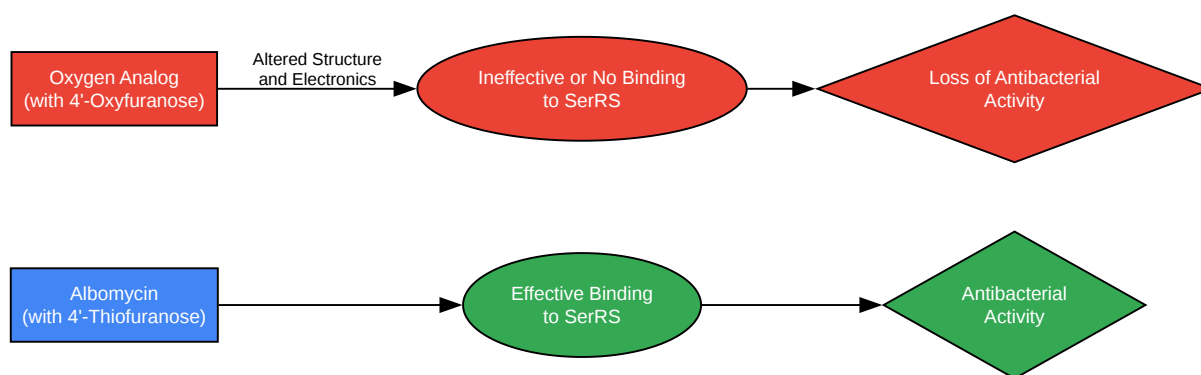 Oxygen Analog
(with 4'-Oxyfuranose)
Altered Structure
and Electronics
Ineffective or No Binding
to SerRS
Loss of Antibacterial
Activity
Albomycin
(with 4'-Thiofuranose)
Effective Binding
to SerRS
Antibacterial
Activity